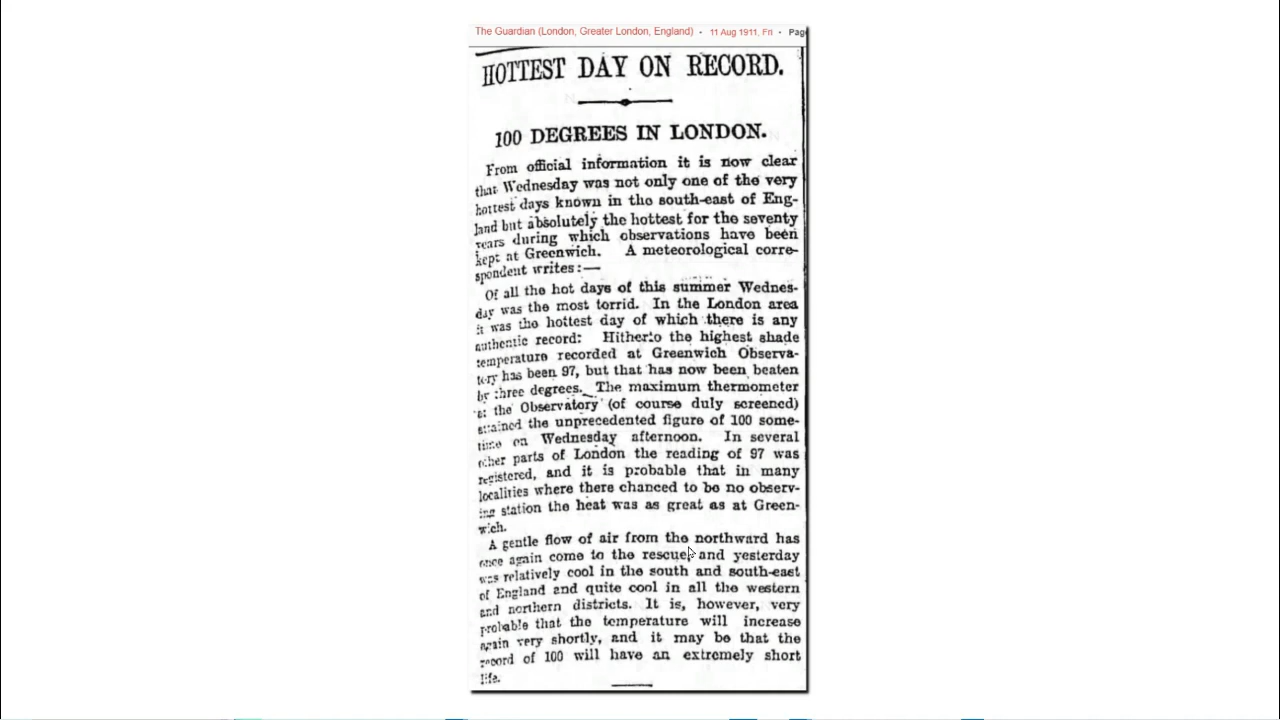 The Guardian (London, Greater London, England) • 11 Aug 1911, Fri • Page
HOTTEST DAY ON RECORD.
100 DEGREES IN LONDON.
From official information it is now clear
that Wednesday was not only one of the very
hottest days known in the south-east of Eng-
land but absolutely the hottest for the seventy
years during which observations have been
kept at Greenwich. A meteorological corre-
spondent writes:—
Of all the hot days of this summer Wednes-
day was the most torrid. In the London area
it was the hottest day of which there is any
authentic record: Hitherto the highest shade
temperature recorded at Greenwich Observa-
tory has been 97, but that has now been beaten
by three degrees. The maximum thermometer
at the Observatory (of course duly screened)
attained the unprecedented figure of 100 some-
time on Wednesday afternoon. In several
other parts of London the reading of 97 was
registered, and it is probable that in many
localities where there chanced to be no observ-
ing station the heat was as great as at Green-
wich.
A gentle flow of air from the northward has
once again come to the rescue, and yesterday
was relatively cool in the south and south-east
of England and quite cool in all the western
and northern districts. It is, however, very
probable that the temperature will increase
again very shortly, and it may be that the
record of 100 will have an extremely short
life.